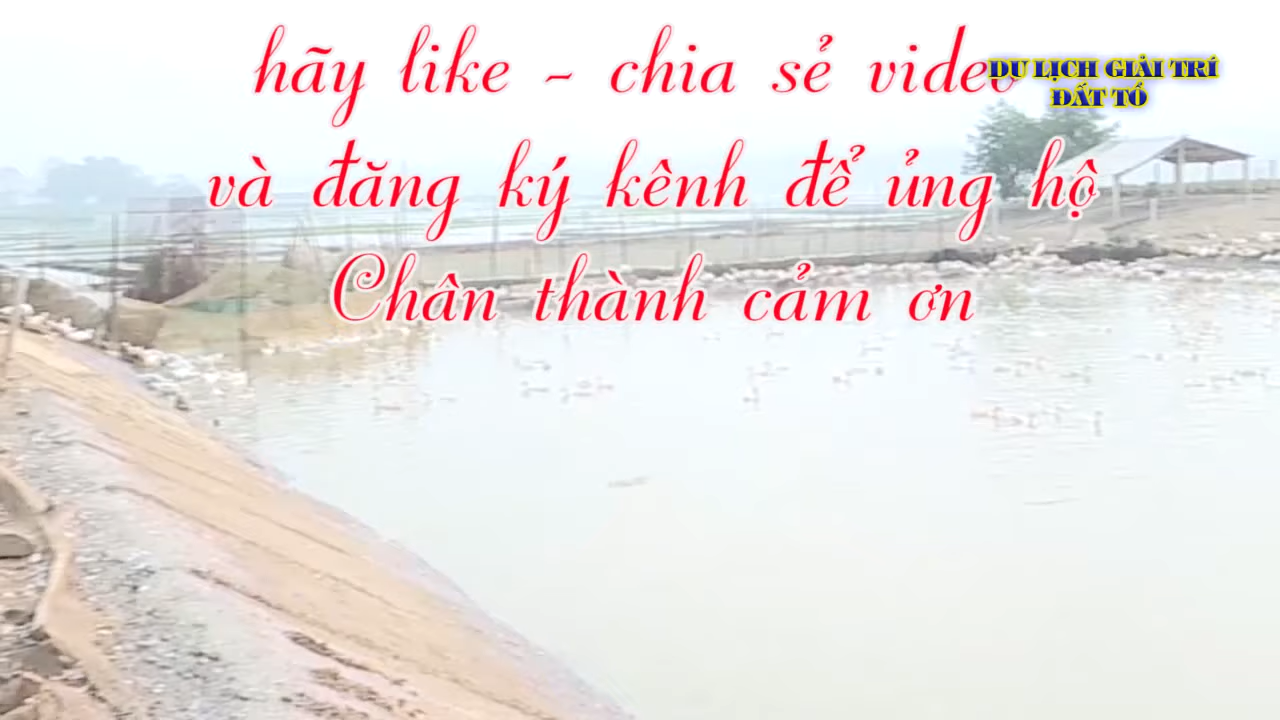 hãy like - chia sẻ video
DU LỊCH GIẢI TRÍ
ĐẤT TỔ
và đăng ký kênh để ủng hộ
Chân thành cảm ơn